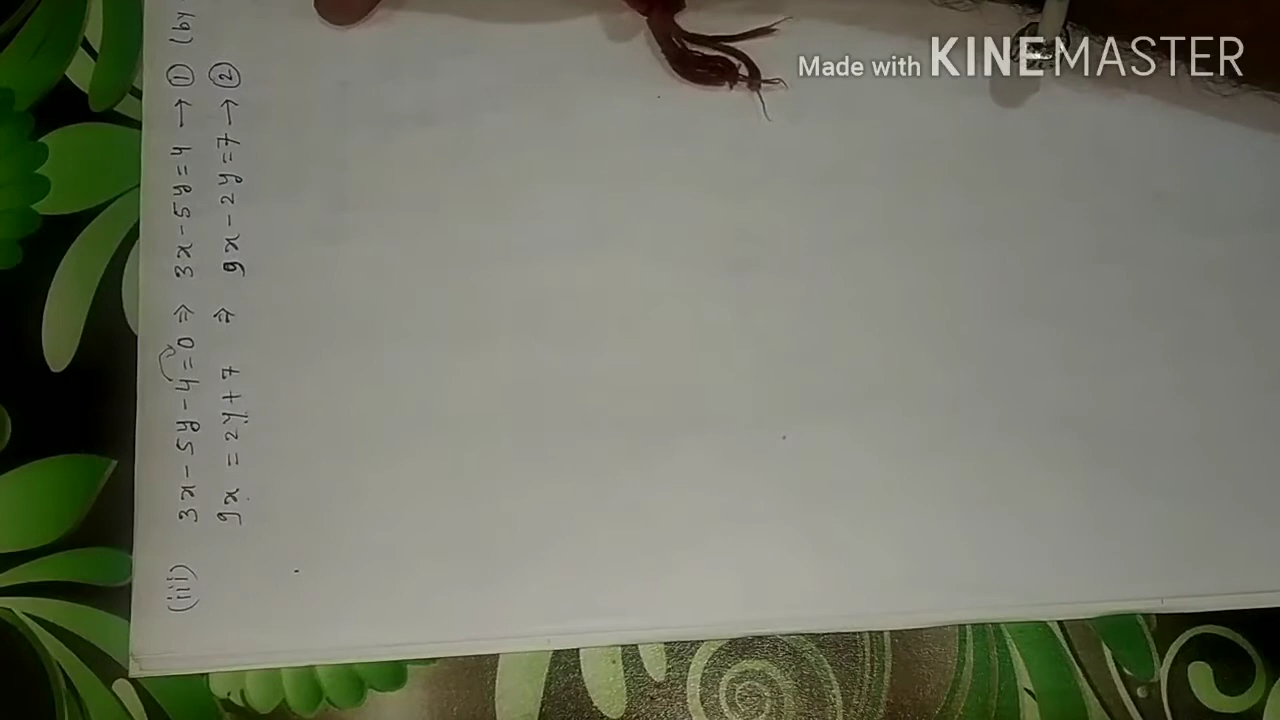 (iii) 3x - 5y - 4 = 0 ⇒ 3x - 5y = 4 → ① (by
9x = 2y + 7 ⇒ 9x - 2y = 7 → ②
Made with KINEMASTER